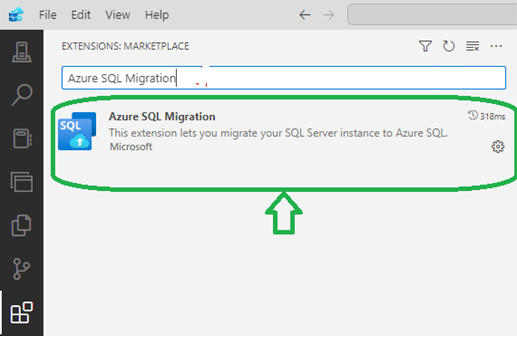 File Edit View Help
EXTENSIONS: MARKETPLACE
Azure SQL Migration
Azure SQL Migration
318ms
SQL
This extension lets you migrate your SQL Server instance to Azure SQL.
Microsoft